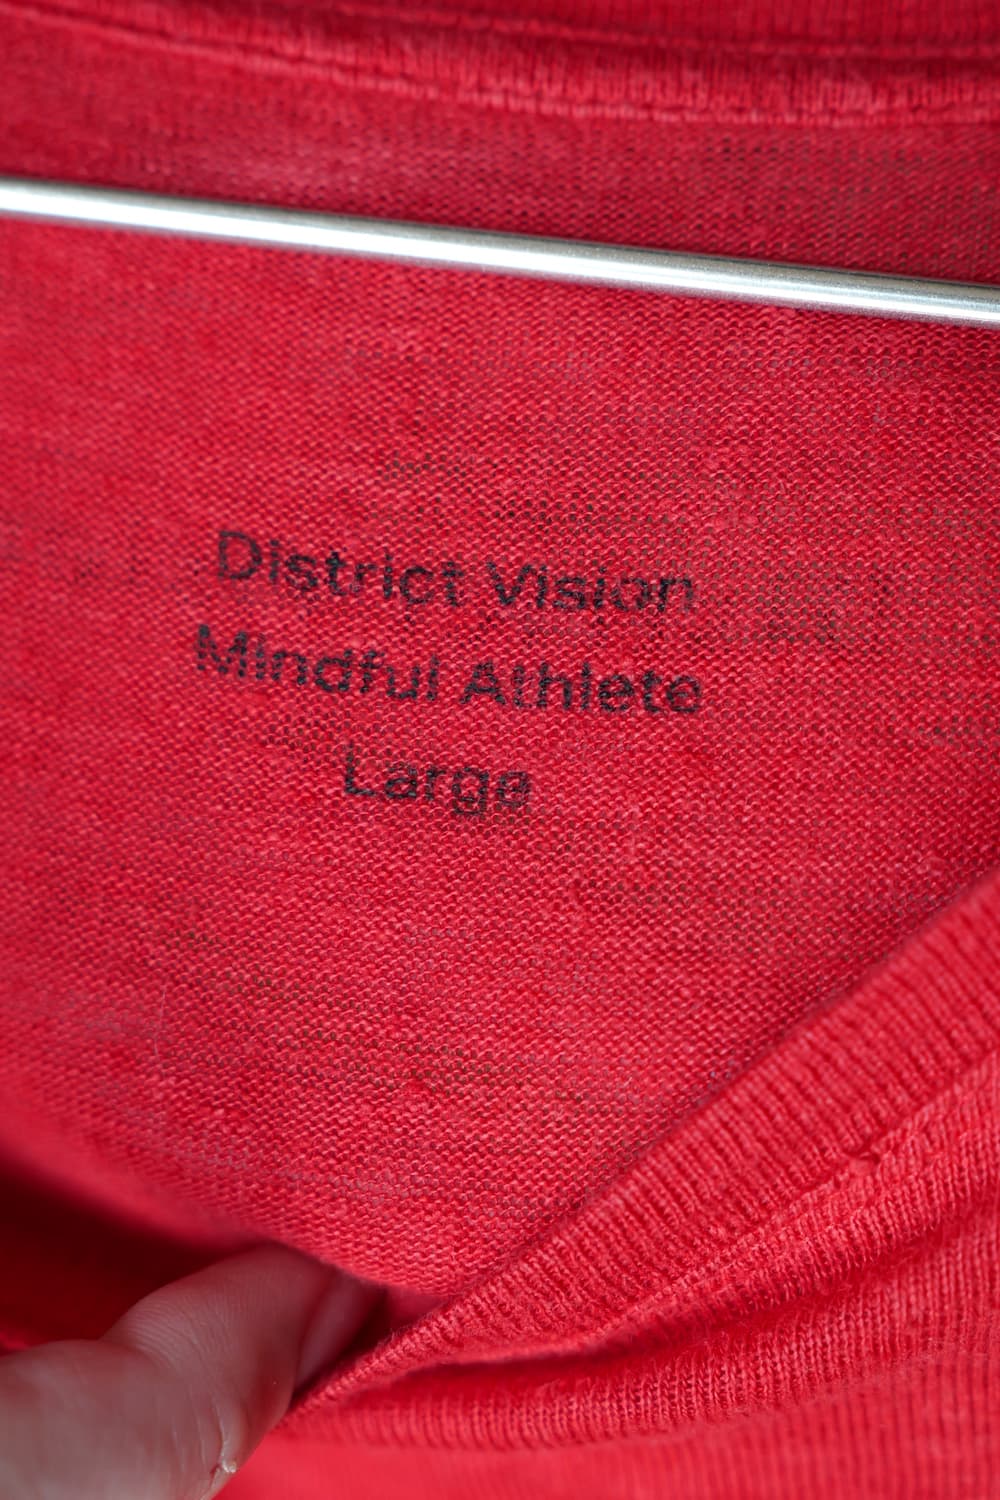 District Vision
Mindful Athlete
Large